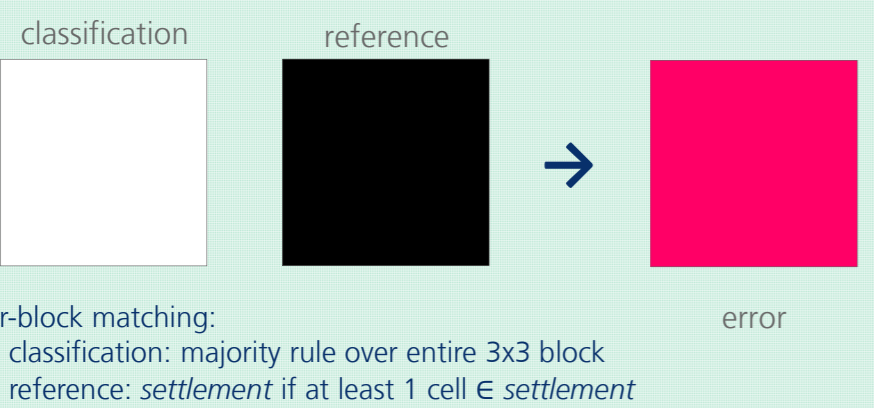 classification
reference
→
error
r-block matching:
classification: majority rule over entire 3x3 block
reference: settlement if at least 1 cell ∈ settlement